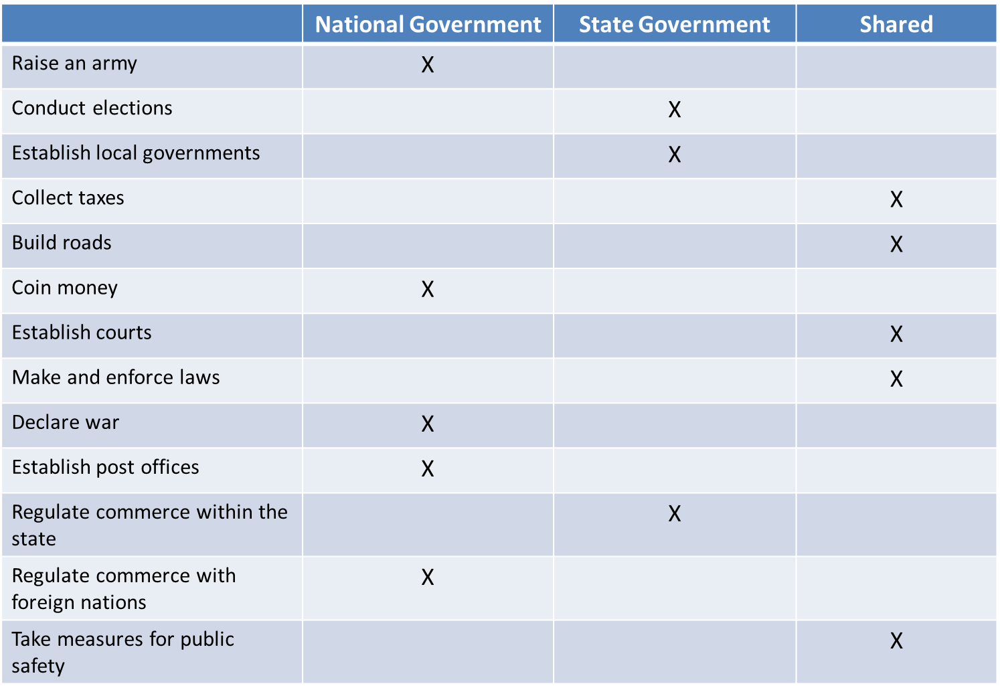 National Government State Government Shared
Raise an army X
Conduct elections X
Establish local governments X
Collect taxes X
Build roads X
Coin money X
Establish courts X
Make and enforce laws X
Declare war X
Establish post offices X
Regulate commerce within the X
state
Regulate commerce with X
foreign nations
Take measures for public X
safety